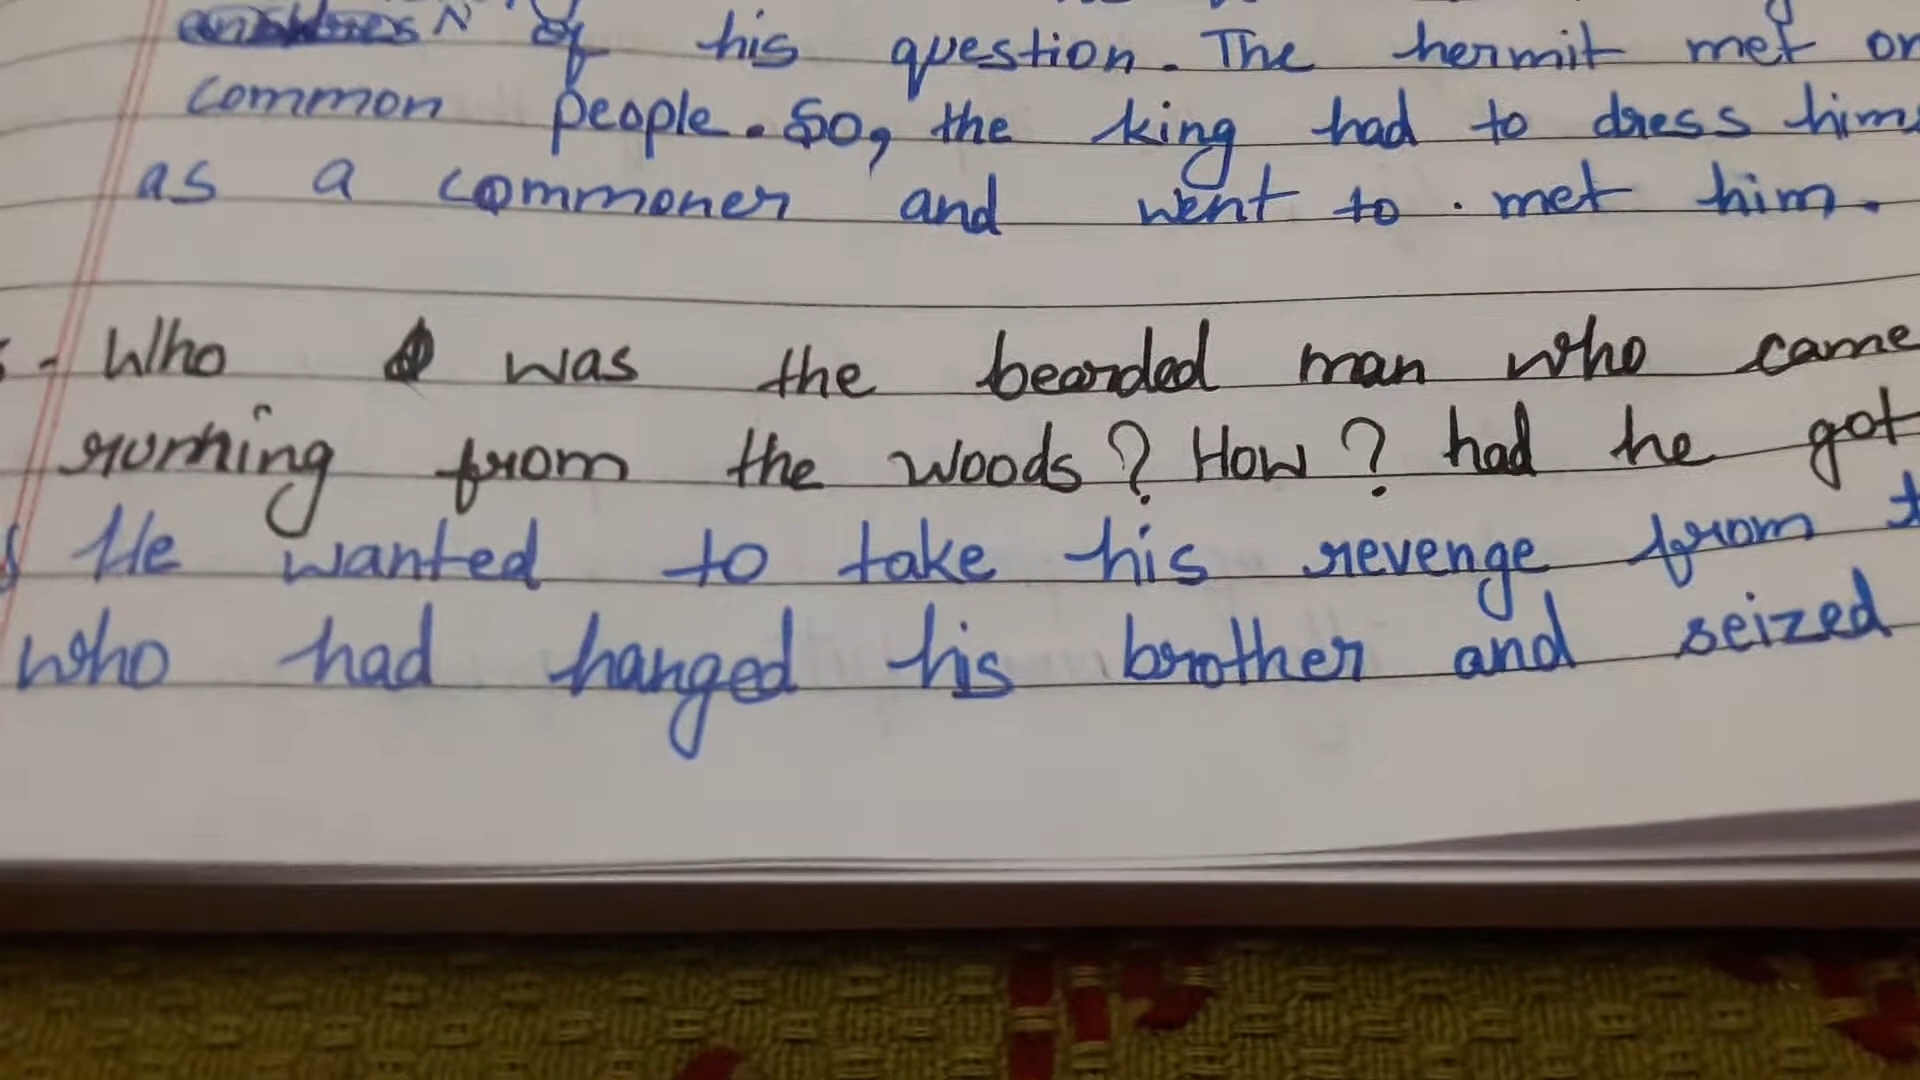 of his question. The hermit met
common people. So, the king had to dress
as a commoner and went to met him.
Who was the bearded man who came
running from the woods? How? had he got
He wanted to take his revenge from
who had hanged his brother and seized